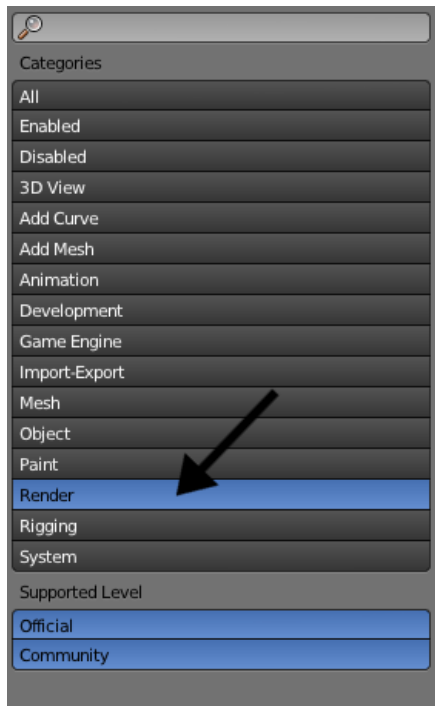 Categories
All
Enabled
Disabled
3D View
Add Curve
Add Mesh
Animation
Development
Game Engine
Import-Export
Mesh
Object
Paint
Render
Rigging
System
Supported Level
Official
Community